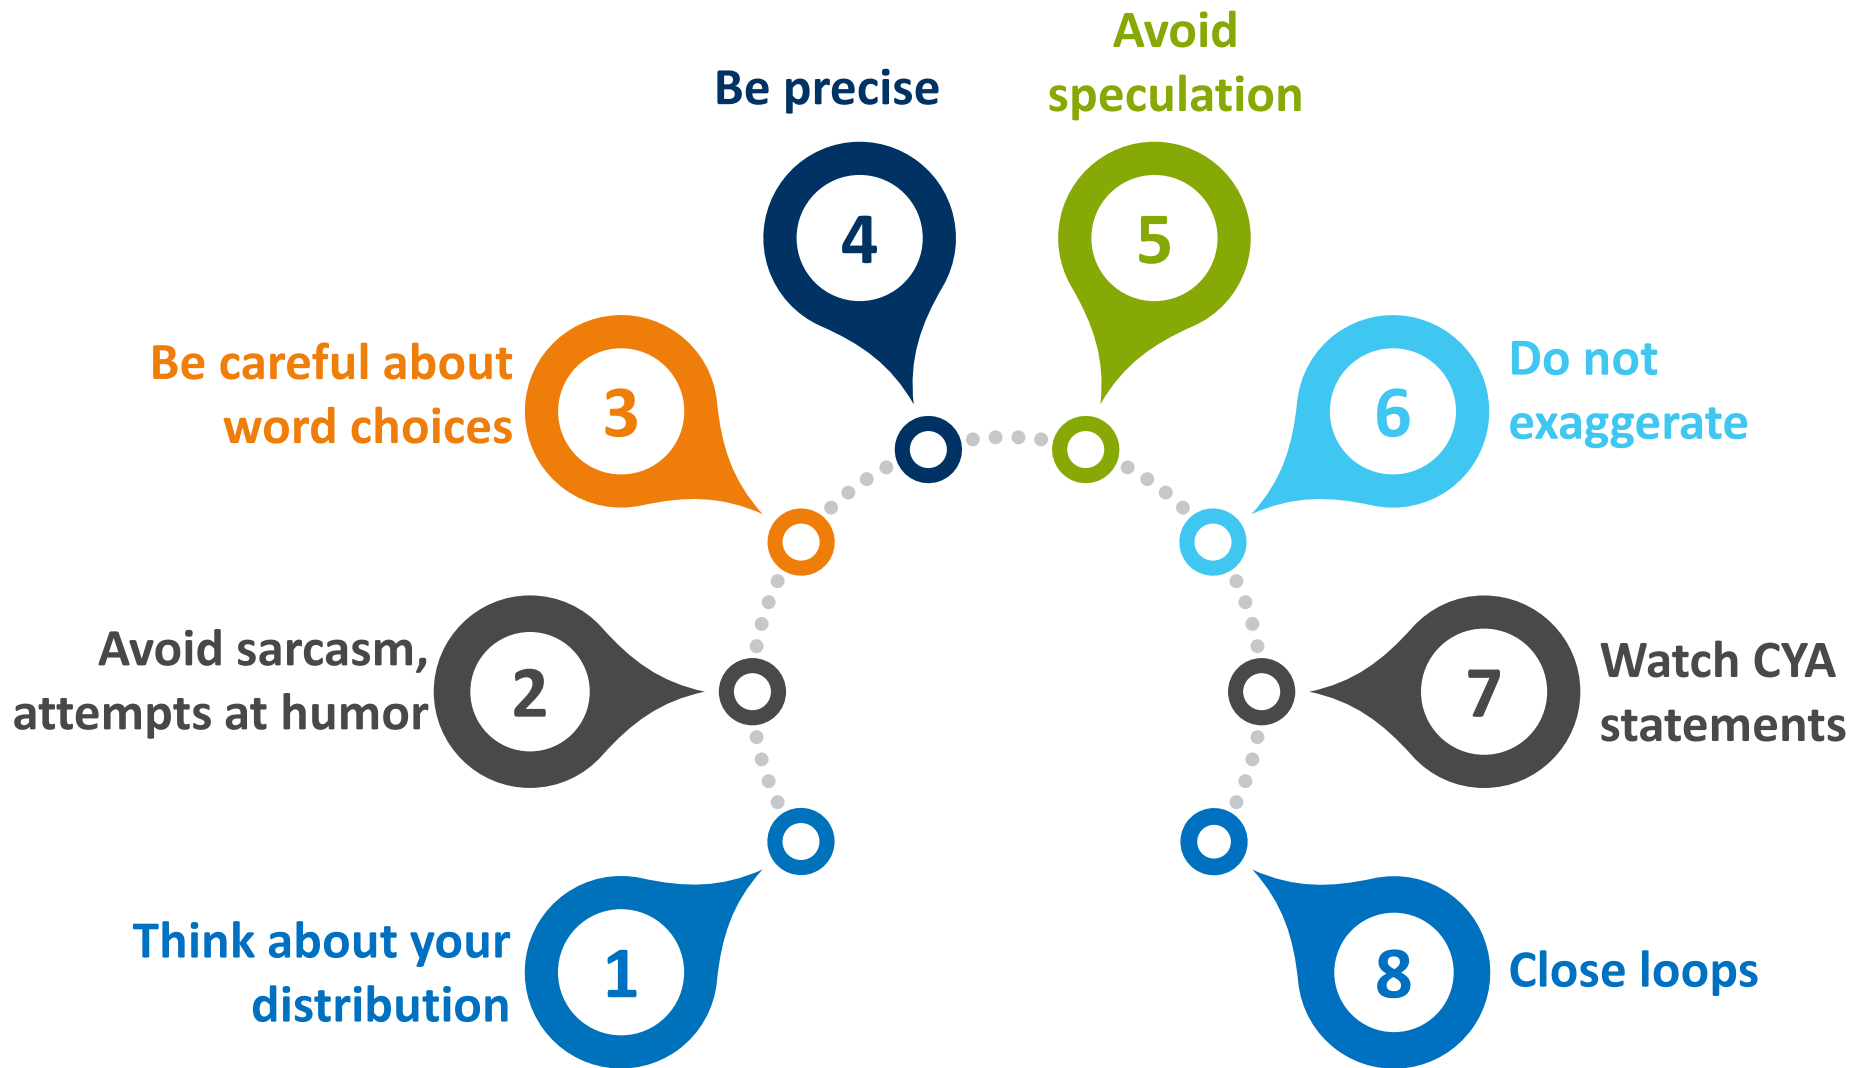 1
Think about your
distribution
2
Avoid sarcasm,
attempts at humor
3
Be careful about
word choices
4
Be precise
5
Avoid
speculation
6
Do not
exaggerate
7
Watch CYA
statements
8
Close loops